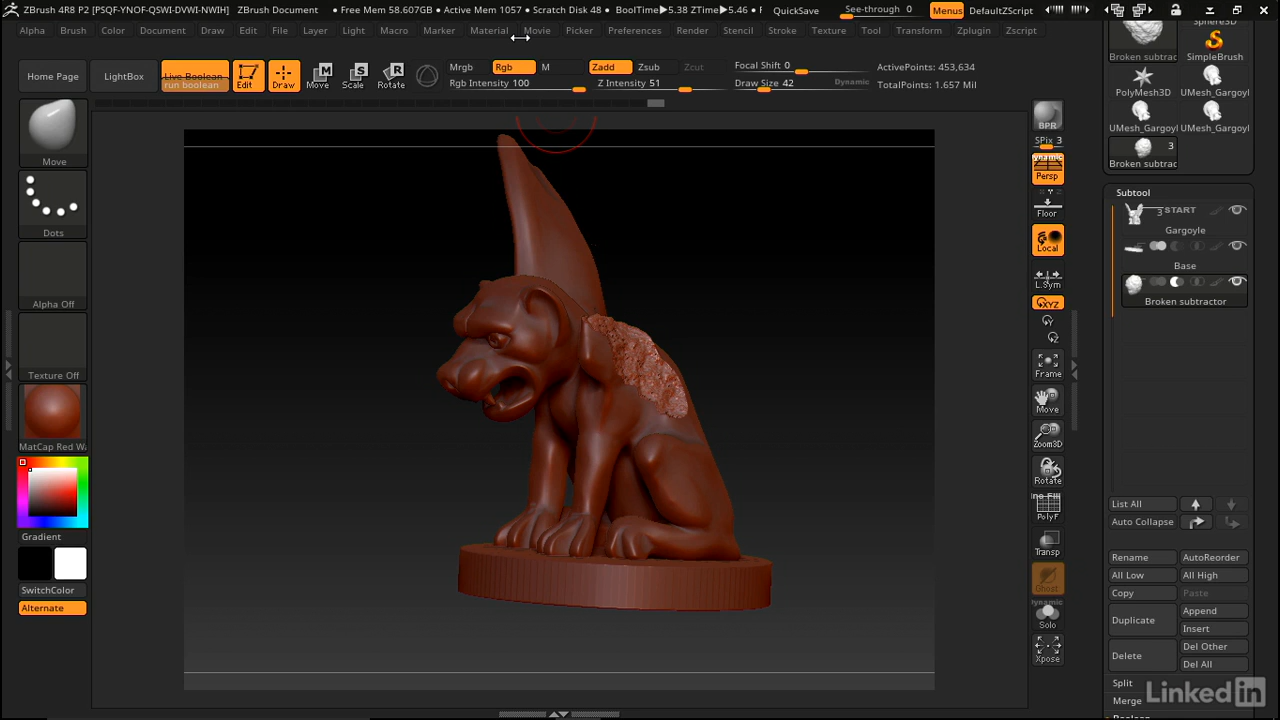 ZBrush 4R8 P2 [PSQF-YNOF-QSWI-DVWI-NWIH] ZBrush Document • Free Mem 58.607GB • Active Mem 1057 • Scratch Disk 48 • BoolTime►5.38 ZTime►5.46 QuickSave See-through 0 Menus DefaultZScript
Alpha Brush Color Document Draw Edit File Layer Light Macro Marker Material Movie Picker Preferences Render Stencil Stroke Texture Tool Transform Zplugin Zscript
Home Page LightBox Live Boolean Edit Draw Move Scale Rotate
run boolean
Mrgb Rgb M Zadd Zsub Zcut Focal Shift 0 ActivePoints: 453,634
Rgb Intensity 100 Z Intensity 51 Draw Size 42 Dynamic TotalPoints: 1.657 Mil
Move
Dots
Alpha Off
Texture Off
MatCap Red W
Gradient
SwitchColor
Alternate
BPR
SPix 3
Dynamic
Persp
Floor
Local
L.Sym
XYZ
Y
Z
Frame
Move
Zoom3D
Rotate
PolyF
Transp
Ghost
Dynamic
Solo
Xpose
Sphere3D
Broken subtrac SimpleBrush
PolyMesh3D UMesh_Gargoyl
UMesh_Gargoyl UMesh_Gargoyl
3
Broken subtrac
Subtool
3 START
Gargoyle
Base
Broken subtractor
List All
Auto Collapse
Rename AutoReorder
All Low All High
Copy Paste
Duplicate Append
Insert
Delete Del Other
Del All
Split
Merge
Boolean
LinkedIn